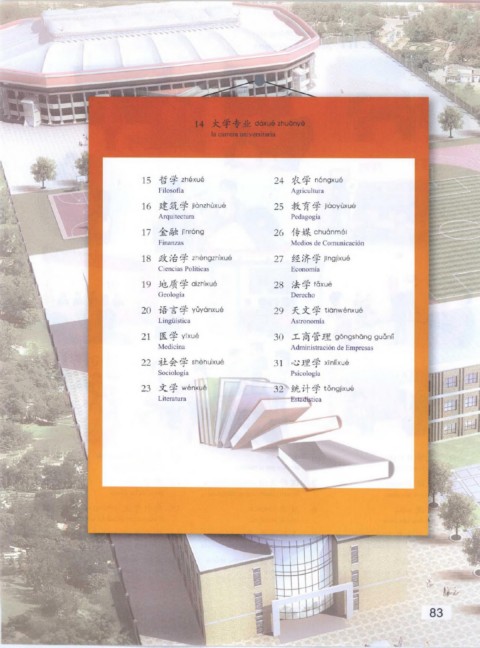 14 大学专业 dàxué zhuānyè
la carrera universitaria
15 哲学 zhéxué
Filosofía
16 建筑学 jiànzhùxué
Arquitectura
17 金融 jīnróng
Finanzas
18 政治学 zhèngzhìxué
Ciencias Políticas
19 地质学 dìzhìxué
Geología
20 语言学 yǔyánxué
Lingüística
21 医学 yīxué
Medicina
22 社会学 shèhuìxué
Sociología
23 文学 wénxué
Literatura
24 农学 nóngxué
Agricultura
25 教育学 jiàoyùxué
Pedagogía
26 传媒 chuánméi
Medios de Comunicación
27 经济学 jīngjìxué
Economía
28 法学 fǎxué
Derecho
29 天文学 tiānwénxué
Astronomía
30 工商管理 gōngshāng guǎnlǐ
Administración de Empresas
31 心理学 xīnlǐxué
Psicología
32 统计学 tǒngjìxué
Estadística
83